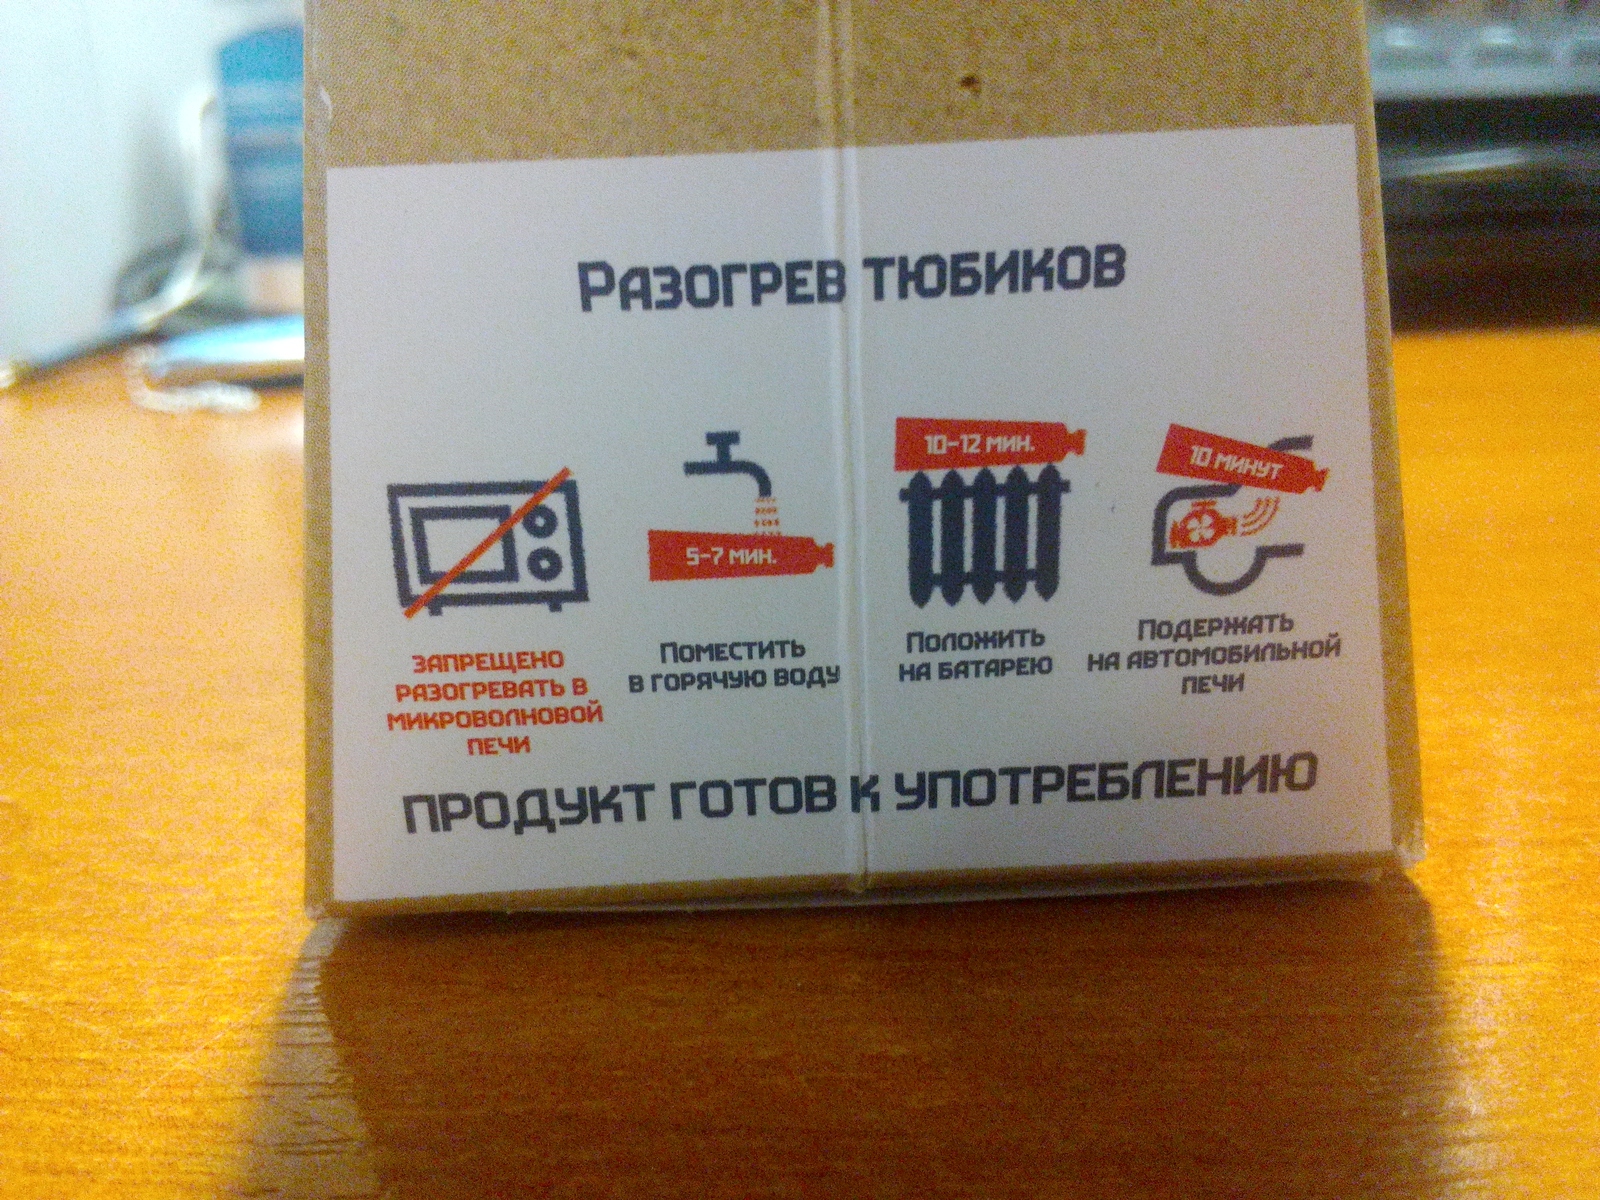 Разогрев тюбиков
5-7 мин.
10-12 мин.
10 минут
запрещено
разогревать в
микроволновой
печи
Поместить
в горячую воду
Положить
на батарею
Подержать
на автомобильной
печи
продукт готов к употреблению